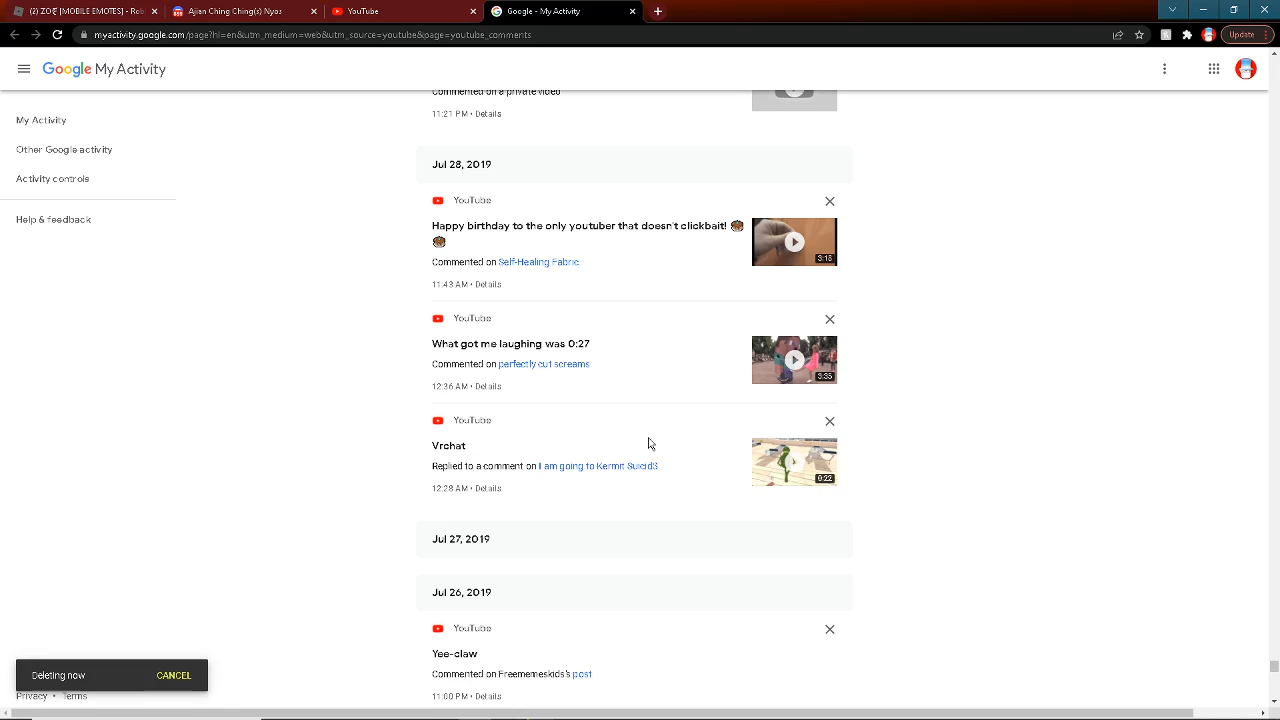 (2) ZOE [MOBILE EMOTES] - Rob
Ajian Ching Ching(s) Nyos
YouTube
Google - My Activity
myactivity.google.com/page?hl=en&utm_medium=web&utm_source=youtube&page=youtube_comments
Update
Google My Activity
My Activity
Other Google activity
Activity controls
Help & feedback
Commented on a private video
11:21 PM • Details
Jul 28, 2019
YouTube
Happy birthday to the only youtuber that doesn't clickbait!
Commented on Self-Healing Fabric
3:18
11:43 AM • Details
YouTube
What got me laughing was 0:27
Commented on perfectly cut screams
3:35
12:36 AM • Details
YouTube
Vrchat
Replied to a comment on I am going to Kermit Suicid3
0:22
12:28 AM • Details
Jul 27, 2019
Jul 26, 2019
YouTube
Yee-claw
Commented on Freememeskids's post
11:00 PM • Details
Deleting now CANCEL
Privacy • Terms